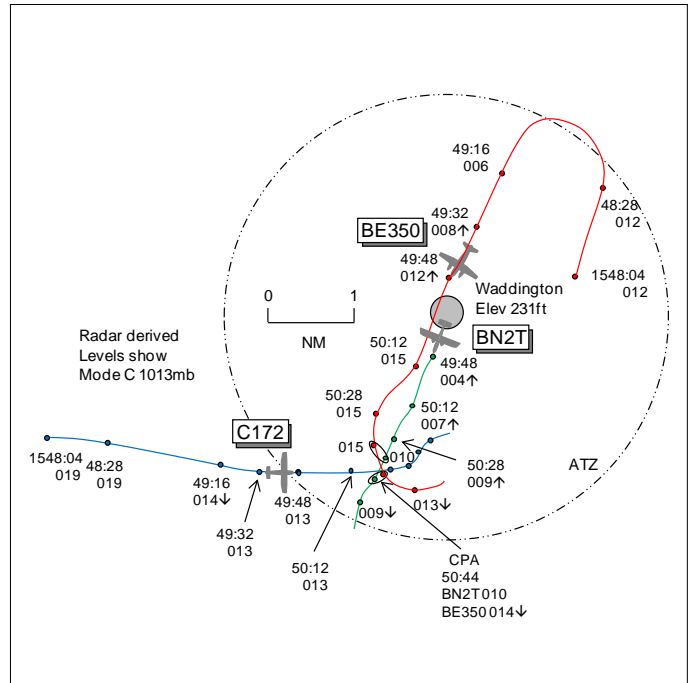 49:16
006
48:28
012
49:32
008↑
BE350
49:48
012↑
1548:04
012
Waddington
Elev 231ft
0 1
NM
BN2T
Radar derived
Levels show
Mode C 1013mb
50:12
015
49:48
004↑
50:28
015
50:12
007↑
C172
015
010
50:28
009↑
ATZ
1548:04
019
48:28
019
49:16
014↓
49:48
013
009↓
013↓
49:32
013
50:12
013
CPA
50:44
BN2T 010
BE350 014↓